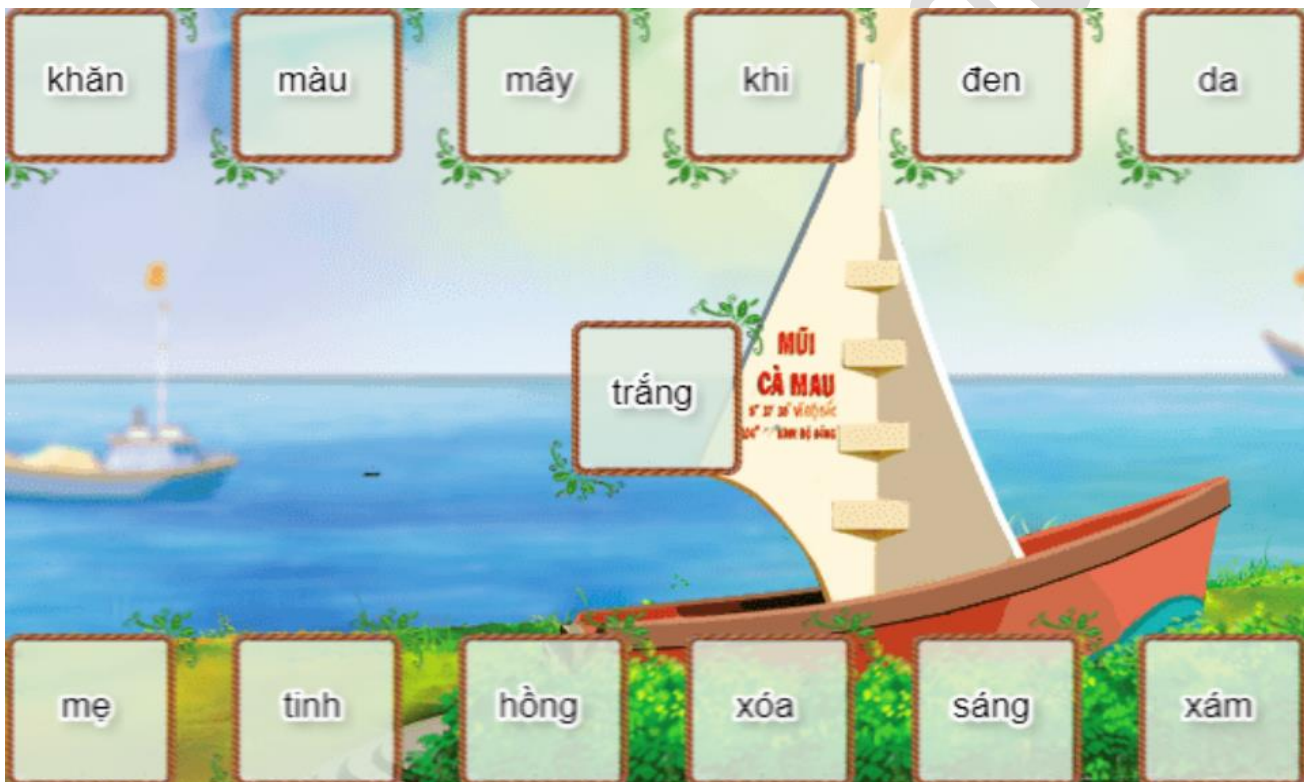 khăn màu mây khi đen da
trắng
MŨI
CÀ MAU
mẹ tinh hồng xóa sáng xám